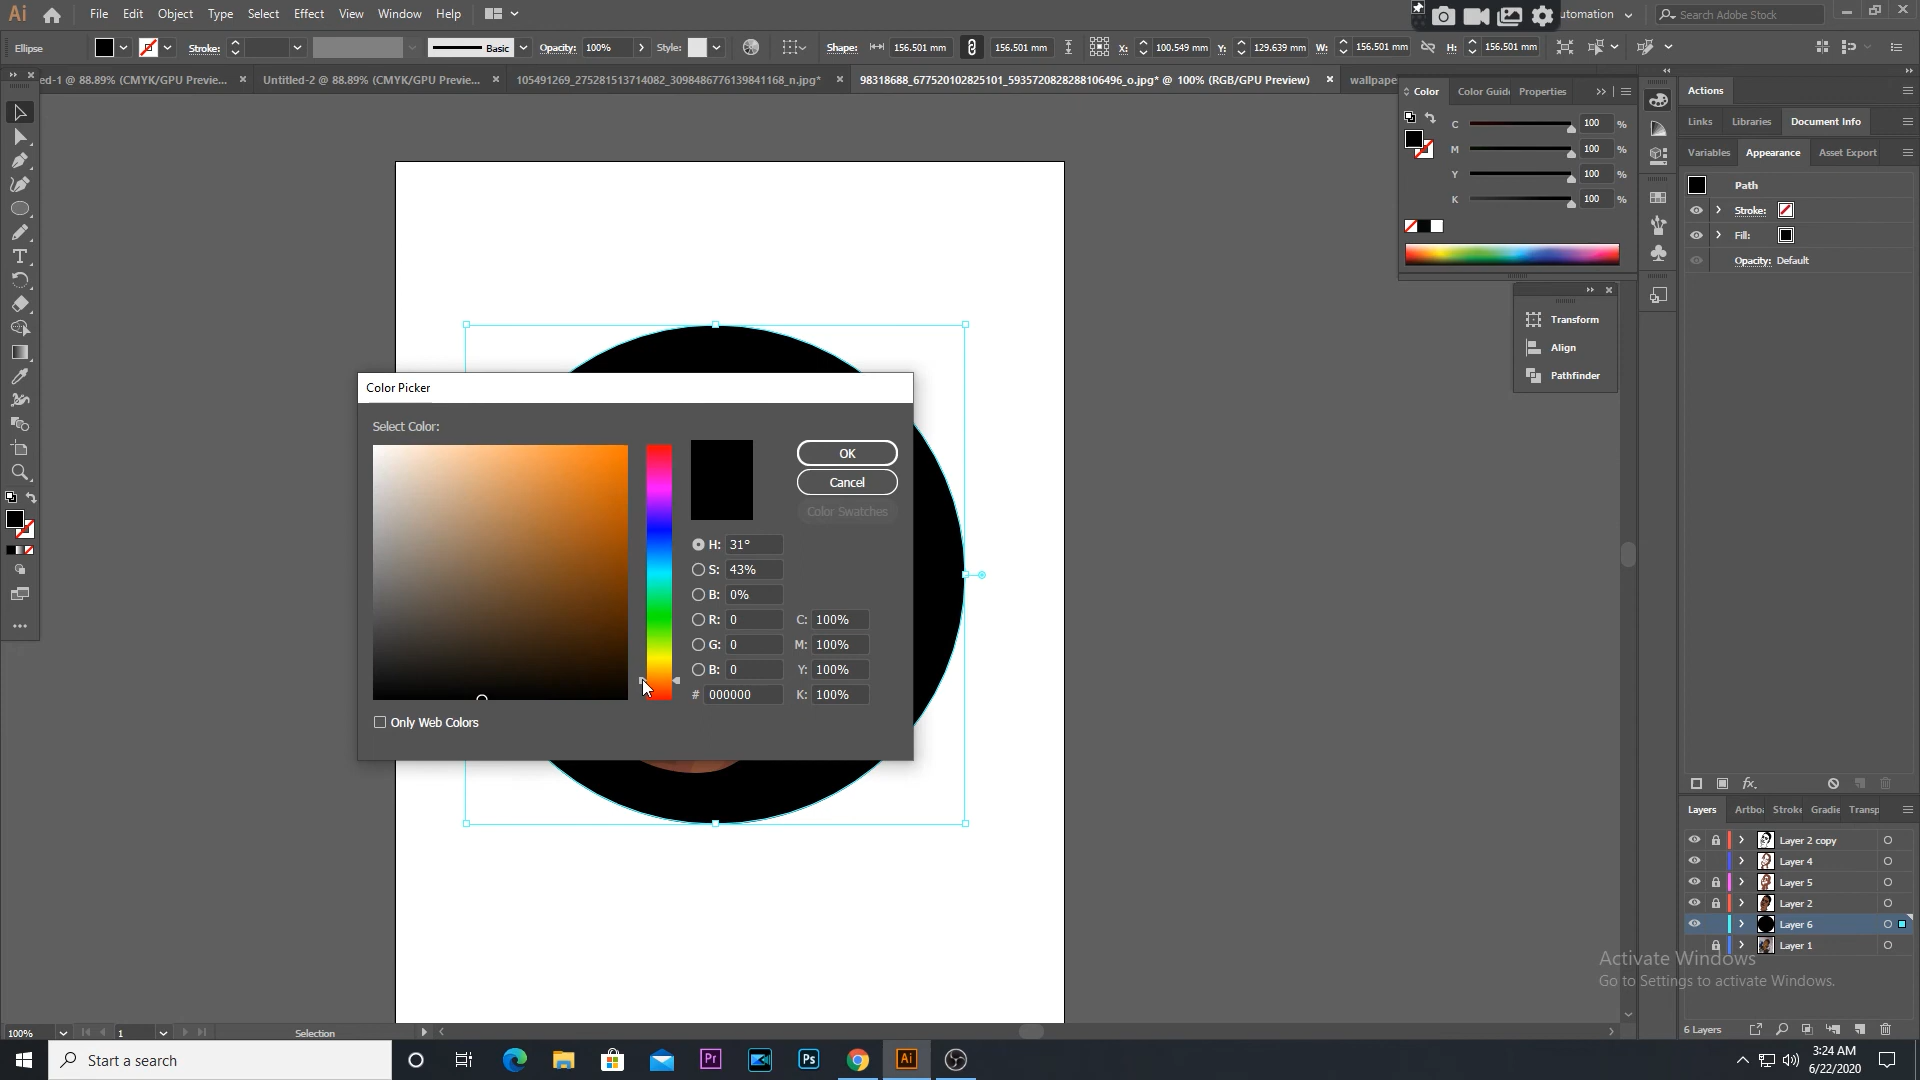 Ai File Edit Object Type Select Effect View Window Help
utomation
Search Adobe Stock
Ellipse
Stroke:
Basic
Opacity: 100%
Style:
Shape: 156.501 mm 156.501 mm X: 100.549 mm Y: 129.639 mm W: 156.501 mm H: 156.501 mm
ed-1 @ 88.89% (CMYK/GPU Previe... × Untitled-2 @ 88.89% (CMYK/GPU Previe... × 105491269_275281513714082_3098486776139841168_n.jpg* × 98318688_677520102825101_5935720828288106496_o.jpg* @ 100% (RGB/GPU Preview) × wallpape
Color Color Guide Properties
C 100 %
M 100 %
Y 100 %
K 100 %
Transform
Align
Pathfinder
Actions
Links Libraries Document Info
Variables Appearance Asset Export
Path
Stroke:
Fill:
Opacity: Default
fx.
Color Picker
Select Color:
OK
Cancel
Color Swatches
H: 31°
S: 43%
B: 0%
R: 0 C: 100%
G: 0 M: 100%
B: 0 Y: 100%
# 000000 K: 100%
Only Web Colors
Layers Artboa Stroke Gradie Transp
Layer 2 copy
Layer 4
Layer 5
Layer 2
Layer 6
Layer 1
Activate Windows
Go to Settings to activate Windows.
6 Layers
100% 1 Selection
Start a search
Pr Ps Ai
3:24 AM
6/22/2020